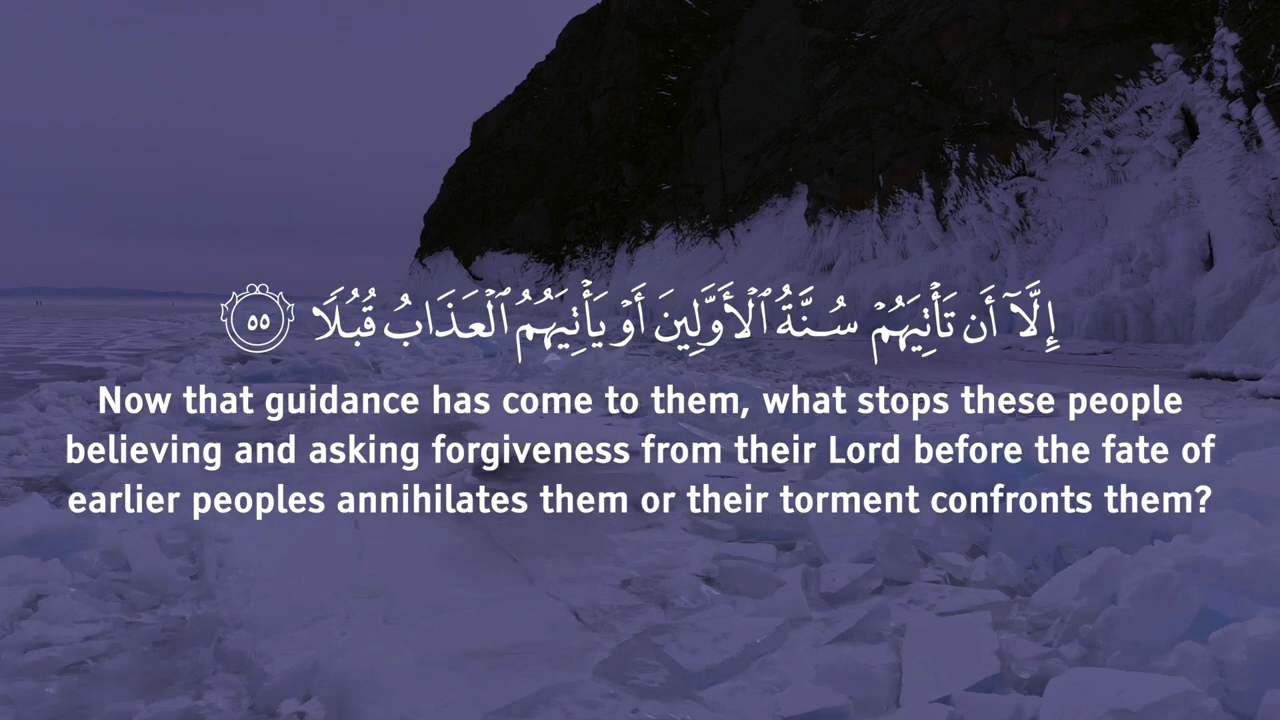 إِلَّآ أَن تَأْتِيَهُمْ سُنَّةُ ٱلْأَوَّلِينَ أَوْ يَأْتِيَهُمُ ٱلْعَذَابُ قُبُلًا ٥٥
Now that guidance has come to them, what stops these people
believing and asking forgiveness from their Lord before the fate of
earlier peoples annihilates them or their torment confronts them?